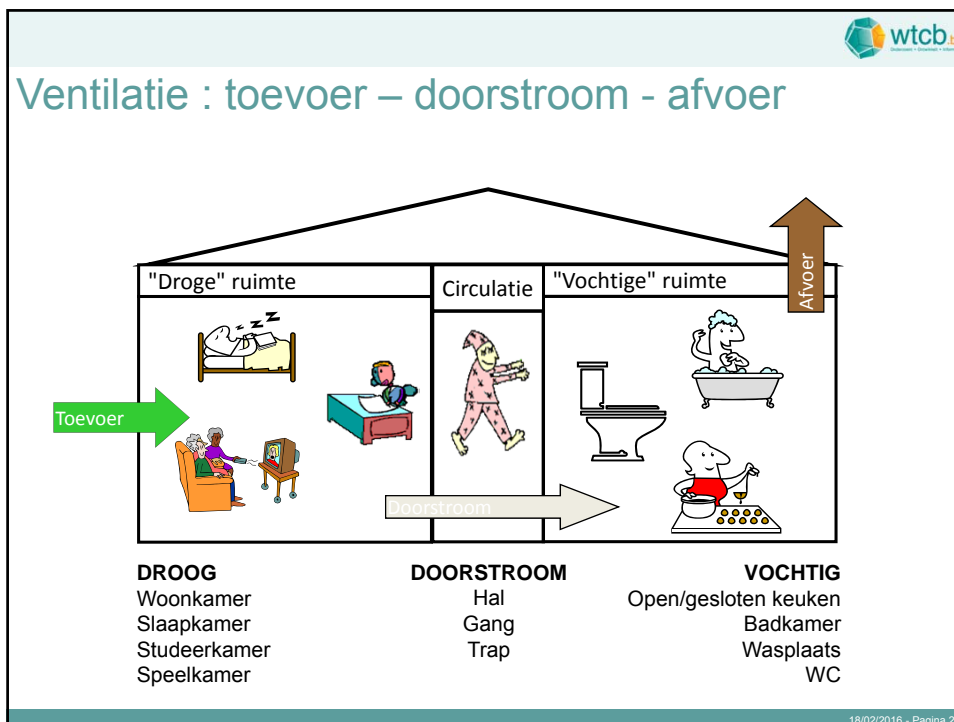 wtcb.b
Ventilatie : toevoer – doorstroom - afvoer
"Droge" ruimte
Circulatie
"Vochtige" ruimte
Afvoer
Toevoer
Doorstroom
DROOG
Woonkamer
Slaapkamer
Studeerkamer
Speelkamer
DOORSTROOM
Hal
Gang
Trap
VOCHTIG
Open/gesloten keuken
Badkamer
Wasplaats
WC
18/02/2016 - Pagina 2